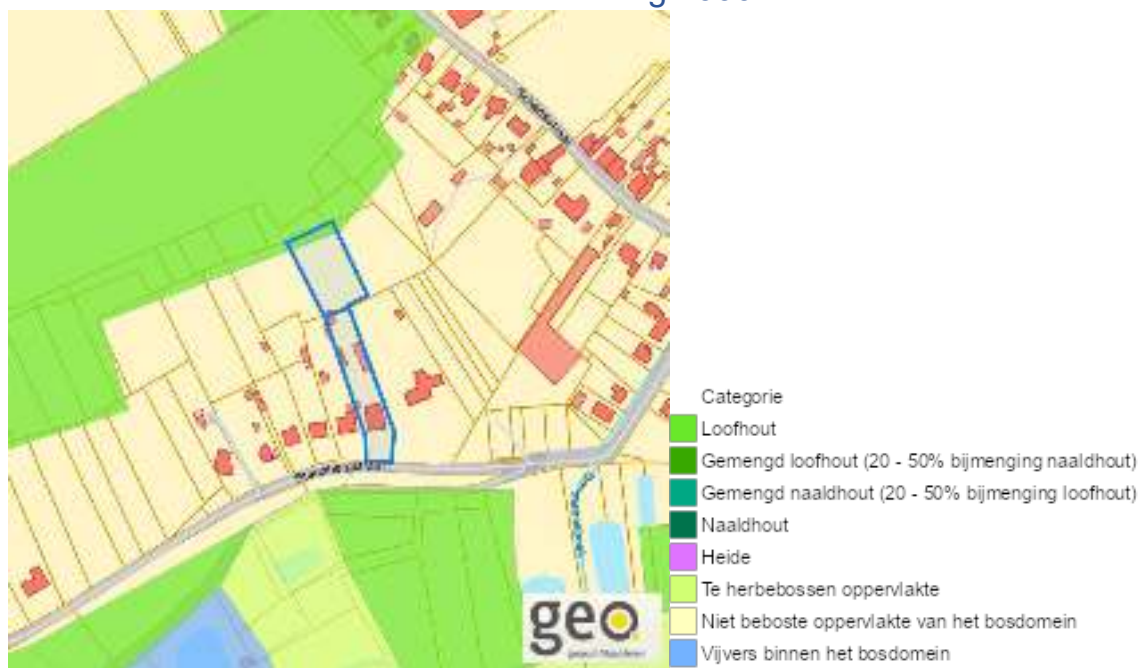 Categorie
Loofhout
Gemengd loofhout (20 - 50% bijmenging naaldhout)
Gemengd naaldhout (20 - 50% bijmenging loofhout)
Naaldhout
Heide
Te herbebossen oppervlakte
Niet beboste oppervlakte van het bosdomein
Vijvers binnen het bosdomein
geo